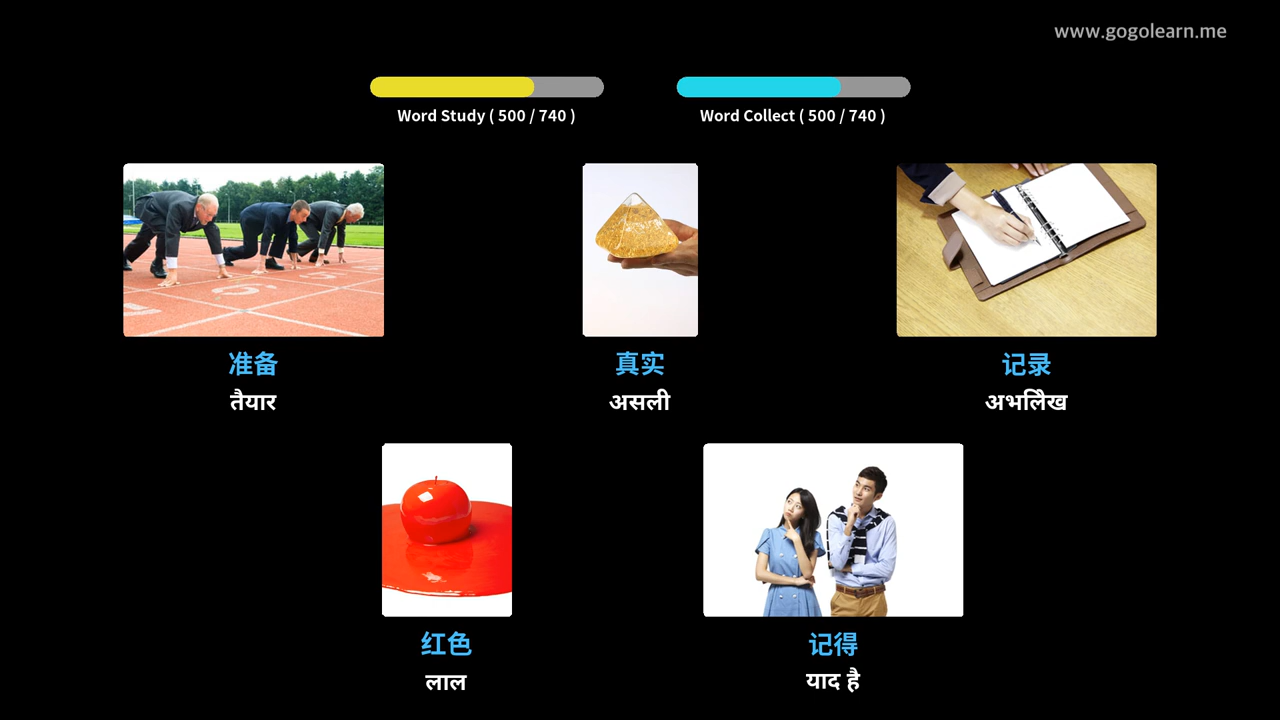 www.gogolearn.me
Word Study ( 500 / 740 )
Word Collect ( 500 / 740 )
准备
तैयार
真实
असली
记录
अभिलेख
红色
लाल
记得
याद है